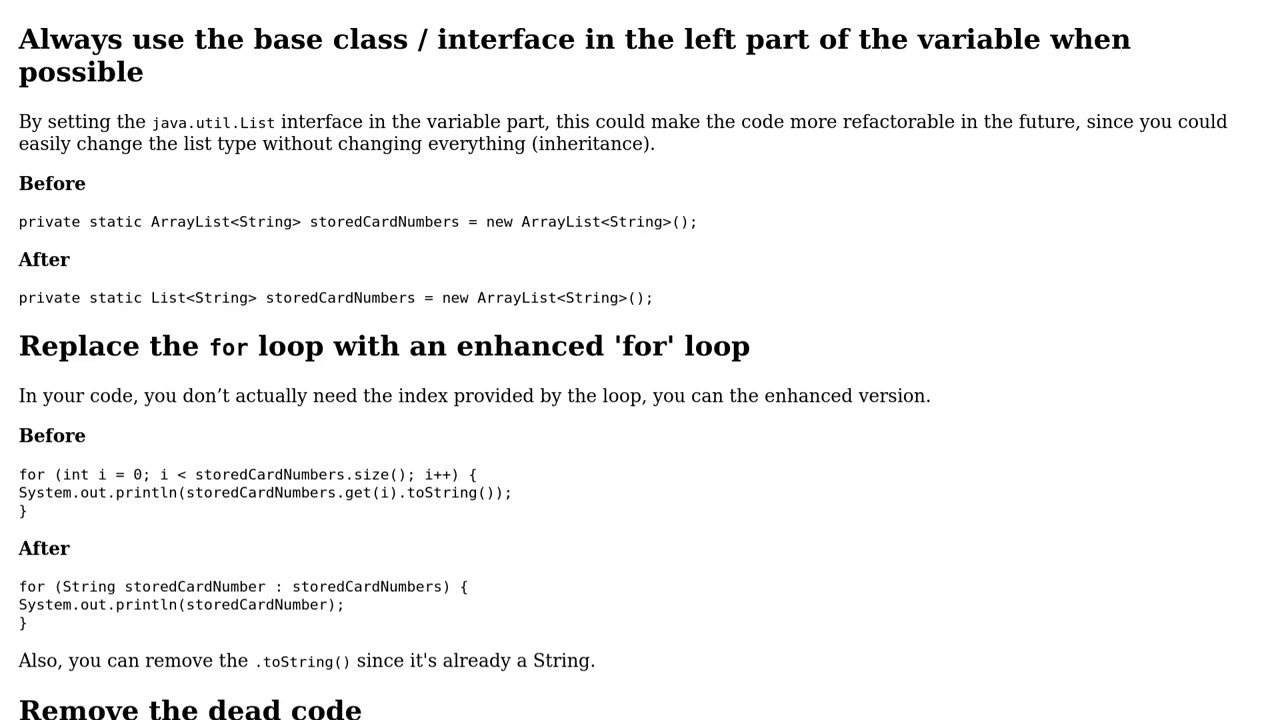 Always use the base class / interface in the left part of the variable when
possible
By setting the java.util.List interface in the variable part, this could make the code more refactorable in the future, since you could
easily change the list type without changing everything (inheritance).
Before
private static ArrayList<String> storedCardNumbers = new ArrayList<String>();
After
private static List<String> storedCardNumbers = new ArrayList<String>();
Replace the for loop with an enhanced 'for' loop
In your code, you don’t actually need the index provided by the loop, you can the enhanced version.
Before
for (int i = 0; i < storedCardNumbers.size(); i++) {
System.out.println(storedCardNumbers.get(i).toString());
}
After
for (String storedCardNumber : storedCardNumbers) {
System.out.println(storedCardNumber);
}
Also, you can remove the .toString() since it's already a String.
Remove the dead code